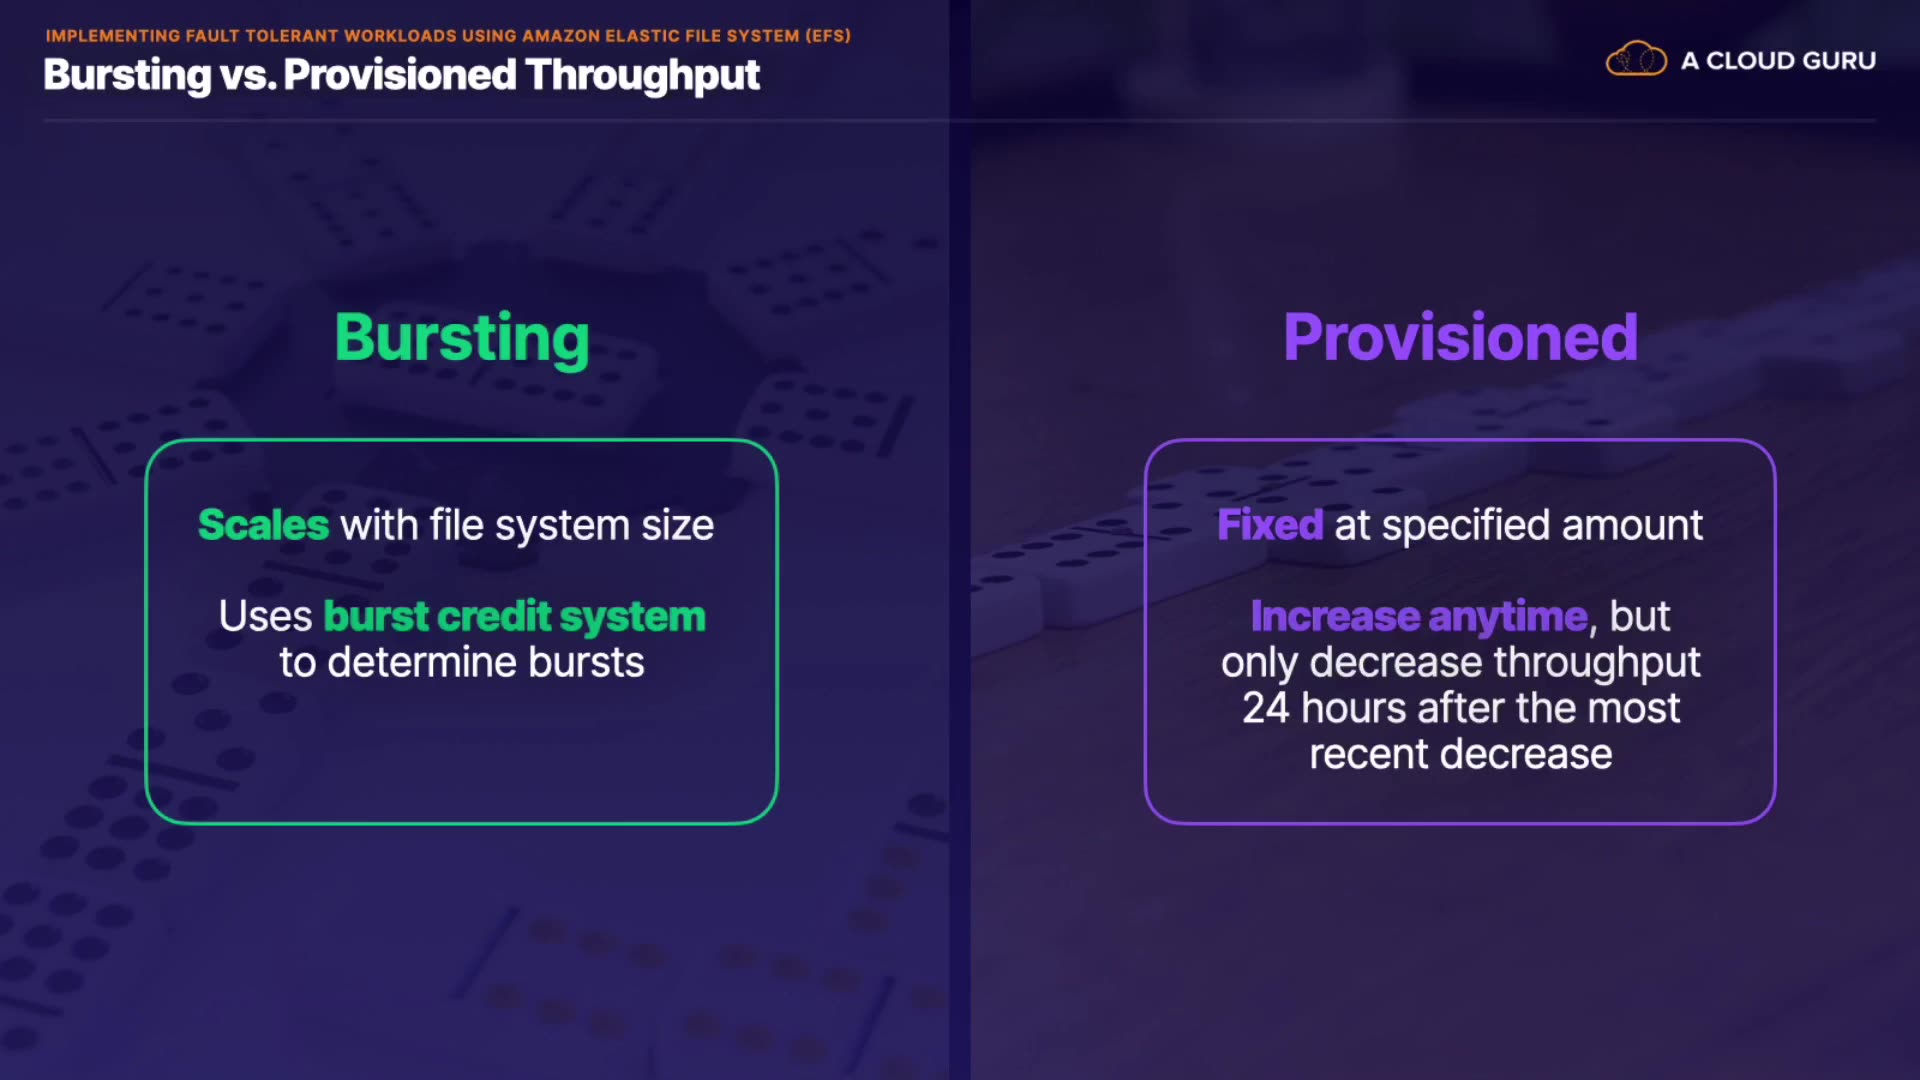 IMPLEMENTING FAULT TOLERANT WORKLOADS USING AMAZON ELASTIC FILE SYSTEM (EFS)
Bursting vs. Provisioned Throughput
A CLOUD GURU
Bursting
Scales with file system size
Uses burst credit system
to determine bursts
Provisioned
Fixed at specified amount
Increase anytime, but
only decrease throughput
24 hours after the most
recent decrease